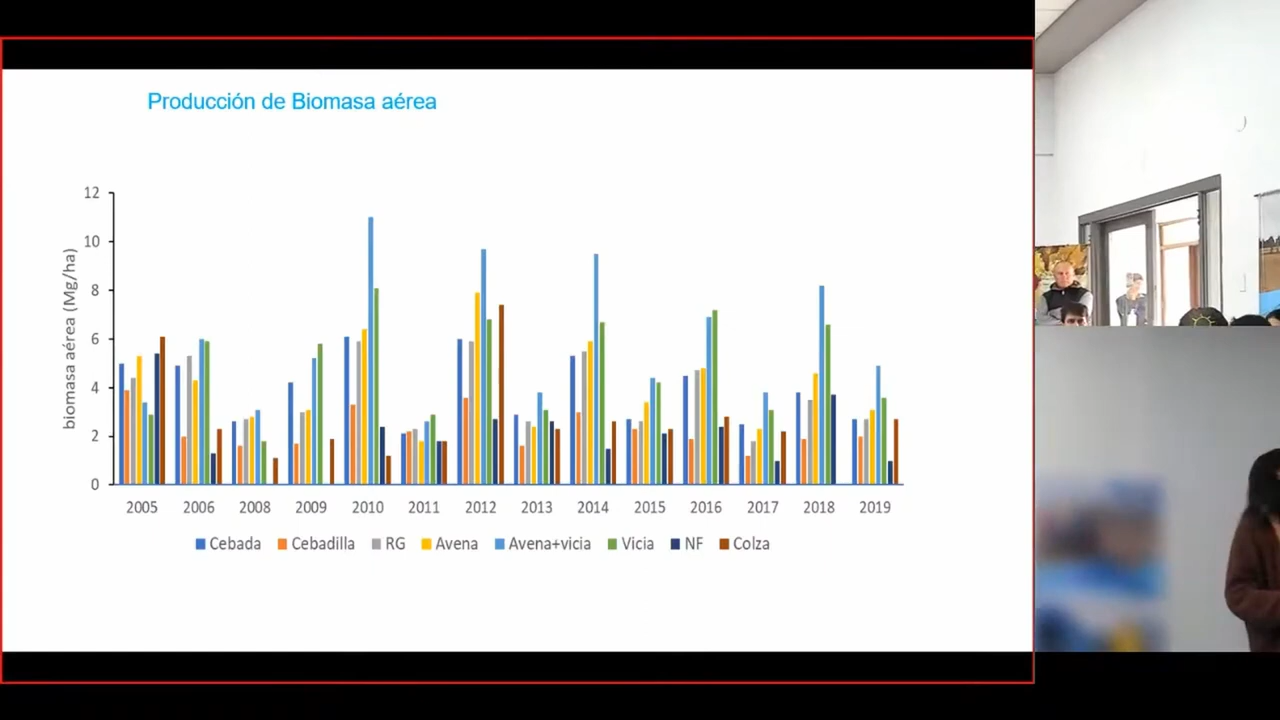 Producción de Biomasa aérea
biomasa aérea (Mg/ha)
12
10
8
6
4
2
0
2005 2006 2008 2009 2010 2011 2012 2013 2014 2015 2016 2017 2018 2019
Cebada Cebadilla RG Avena Avena+vicia Vicia NF Colza